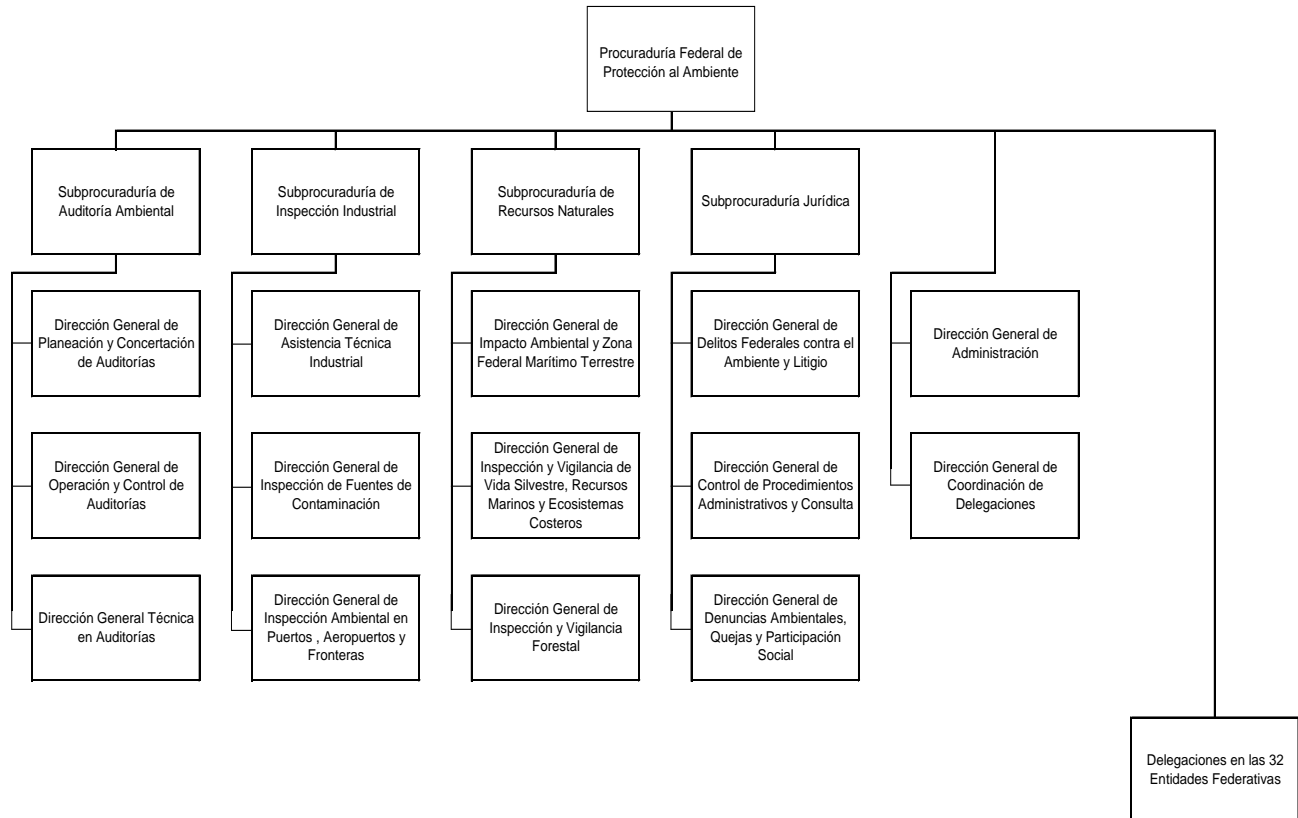 Procuraduría Federal de
Protección al Ambiente
Subprocuraduría de
Auditoría Ambiental
Subprocuraduría de
Inspección Industrial
Subprocuraduría de
Recursos Naturales
Subprocuraduría Jurídica
Dirección General de
Planeación y Concertación
de Auditorías
Dirección General de
Asistencia Técnica
Industrial
Dirección General de
Impacto Ambiental y Zona
Federal Marítimo Terrestre
Dirección General de
Delitos Federales contra el
Ambiente y Litigio
Dirección General de
Administración
Dirección General de
Operación y Control de
Auditorías
Dirección General de
Inspección de Fuentes de
Contaminación
Dirección General de
Inspección y Vigilancia de
Vida Silvestre, Recursos
Marinos y Ecosistemas
Costeros
Dirección General de
Control de Procedimientos
Administrativos y Consulta
Dirección General de
Coordinación de
Delegaciones
Dirección General Técnica
en Auditorías
Dirección General de
Inspección Ambiental en
Puertos , Aeropuertos y
Fronteras
Dirección General de
Inspección y Vigilancia
Forestal
Dirección General de
Denuncias Ambientales,
Quejas y Participación
Social
Delegaciones en las 32
Entidades Federativas